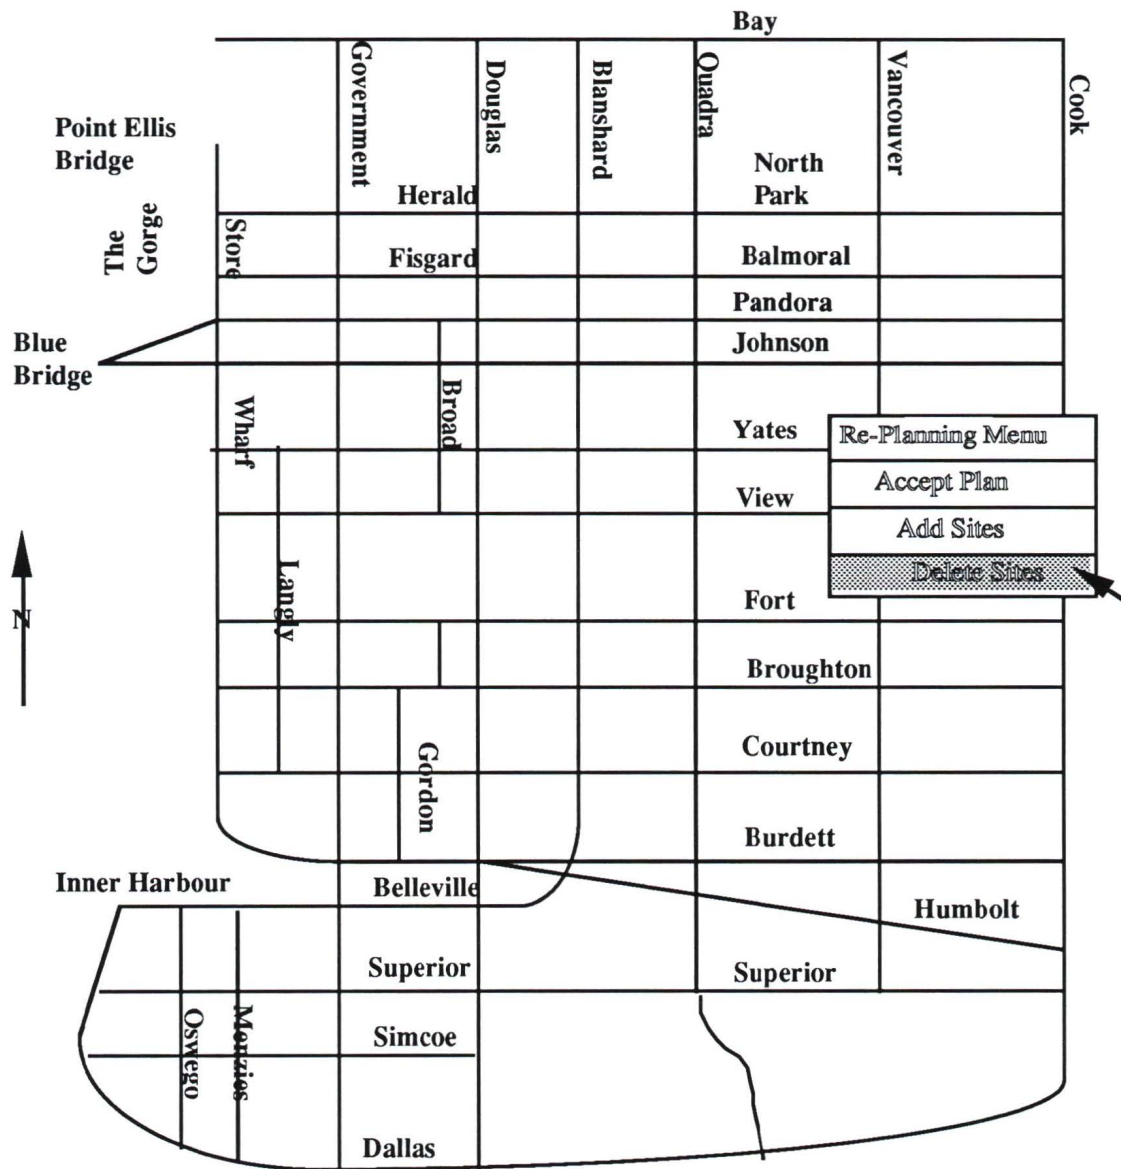 Bay
Government
Douglas
Blanshard
Quadra
Vancouver
Cook
Point Ellis
Bridge
North
Park
Herald
The
Gorge
Store
Fisgard
Balmoral
Pandora
Blue
Bridge
Johnson
Wharf
Broad
Yates
Re-Planning Menu
Accept Plan
View
Add Sites
Delete Sites
N
Langly
Fort
Broughton
Gordon
Courtney
Burdett
Inner Harbour
Belleville
Humbolt
Superior
Superior
Oswego
Menzies
Simcoe
Dallas